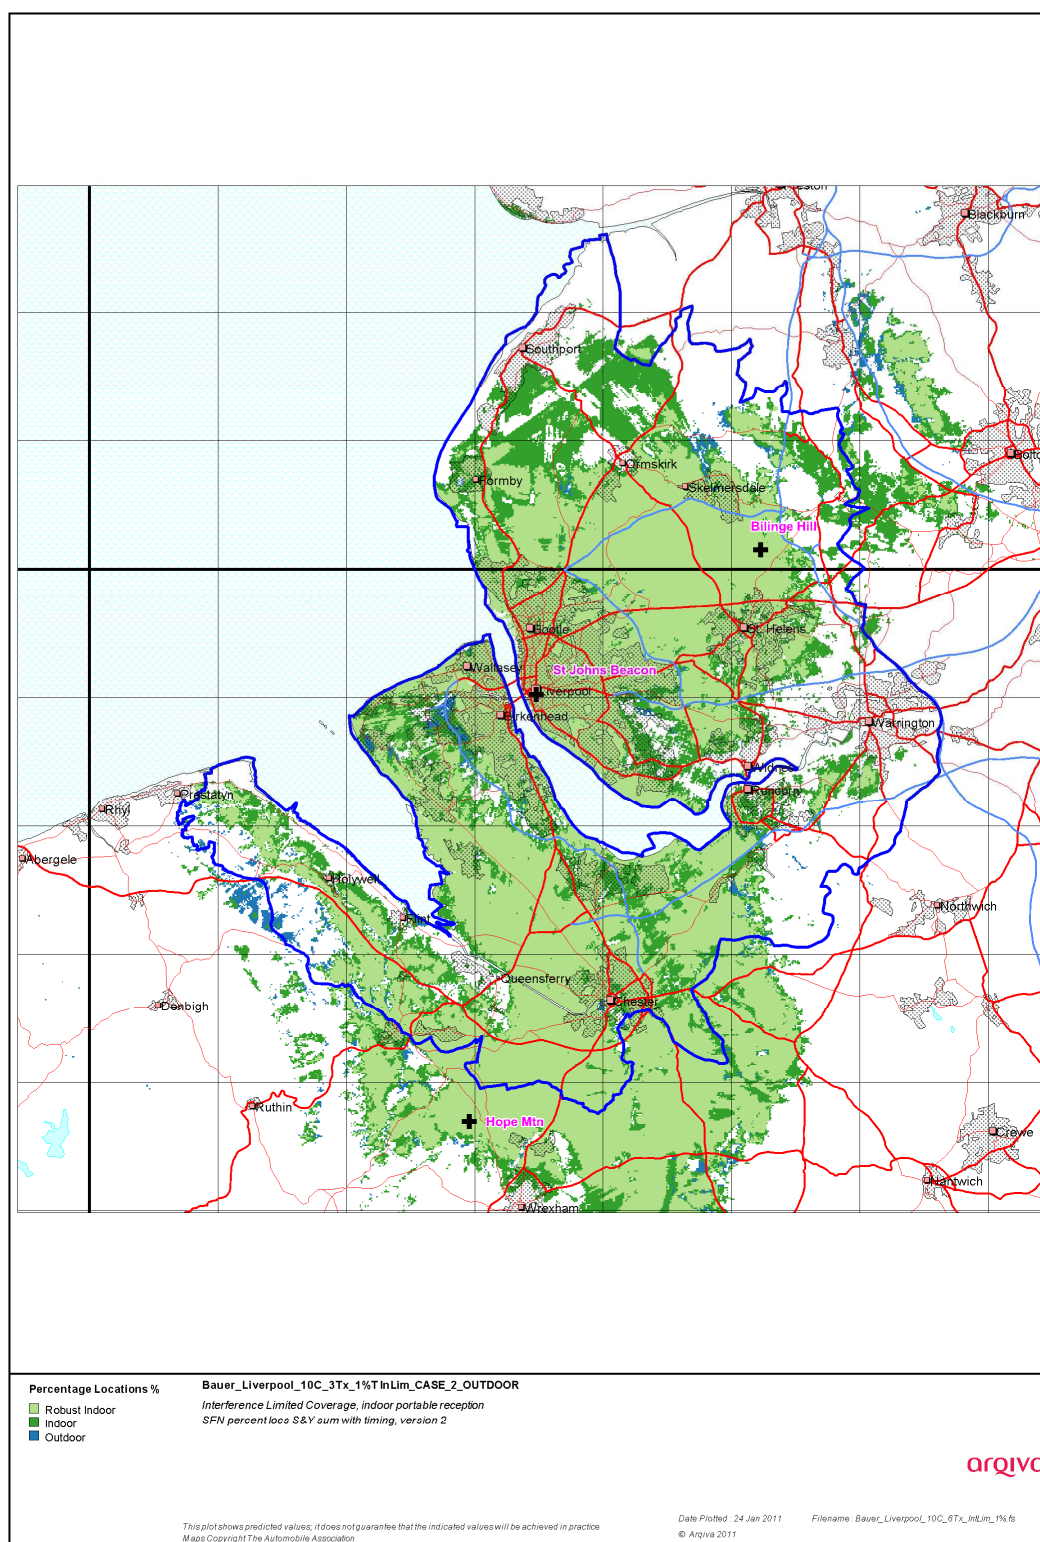 Blackburn
Southport
Bolto
Ormskirk
Formby
Skelmersdale
Bilinge Hill
Bootle
St. Helens
Wallasey
St Johns Beacon
Liverpool
Birkenhead
Warrington
Widnes
Runcorn
Prestatyn
Rhyl
Abergele
Holywell
Flint
Northwich
Queensferry
Chester
Denbigh
Ruthin
Hope Mtn
Crewe
Nantwich
Wrexham
Percentage Locations %
Robust Indoor
Indoor
Outdoor
Bauer_Liverpool_10C_3Tx_1%TInLim_CASE_2_OUTDOOR
Interference Limited Coverage, indoor portable reception
SFN percent locs S&Y sum with timing, version 2
arqiva
This plot shows predicted values; it does not guarantee that the indicated values will be achieved in practice
Maps Copyright The Automobile Association
Date Plotted : 24 Jan 2011
Filename : Bauer_Liverpool_10C_6Tx_IntLim_1%.fs
© Arqiva 2011